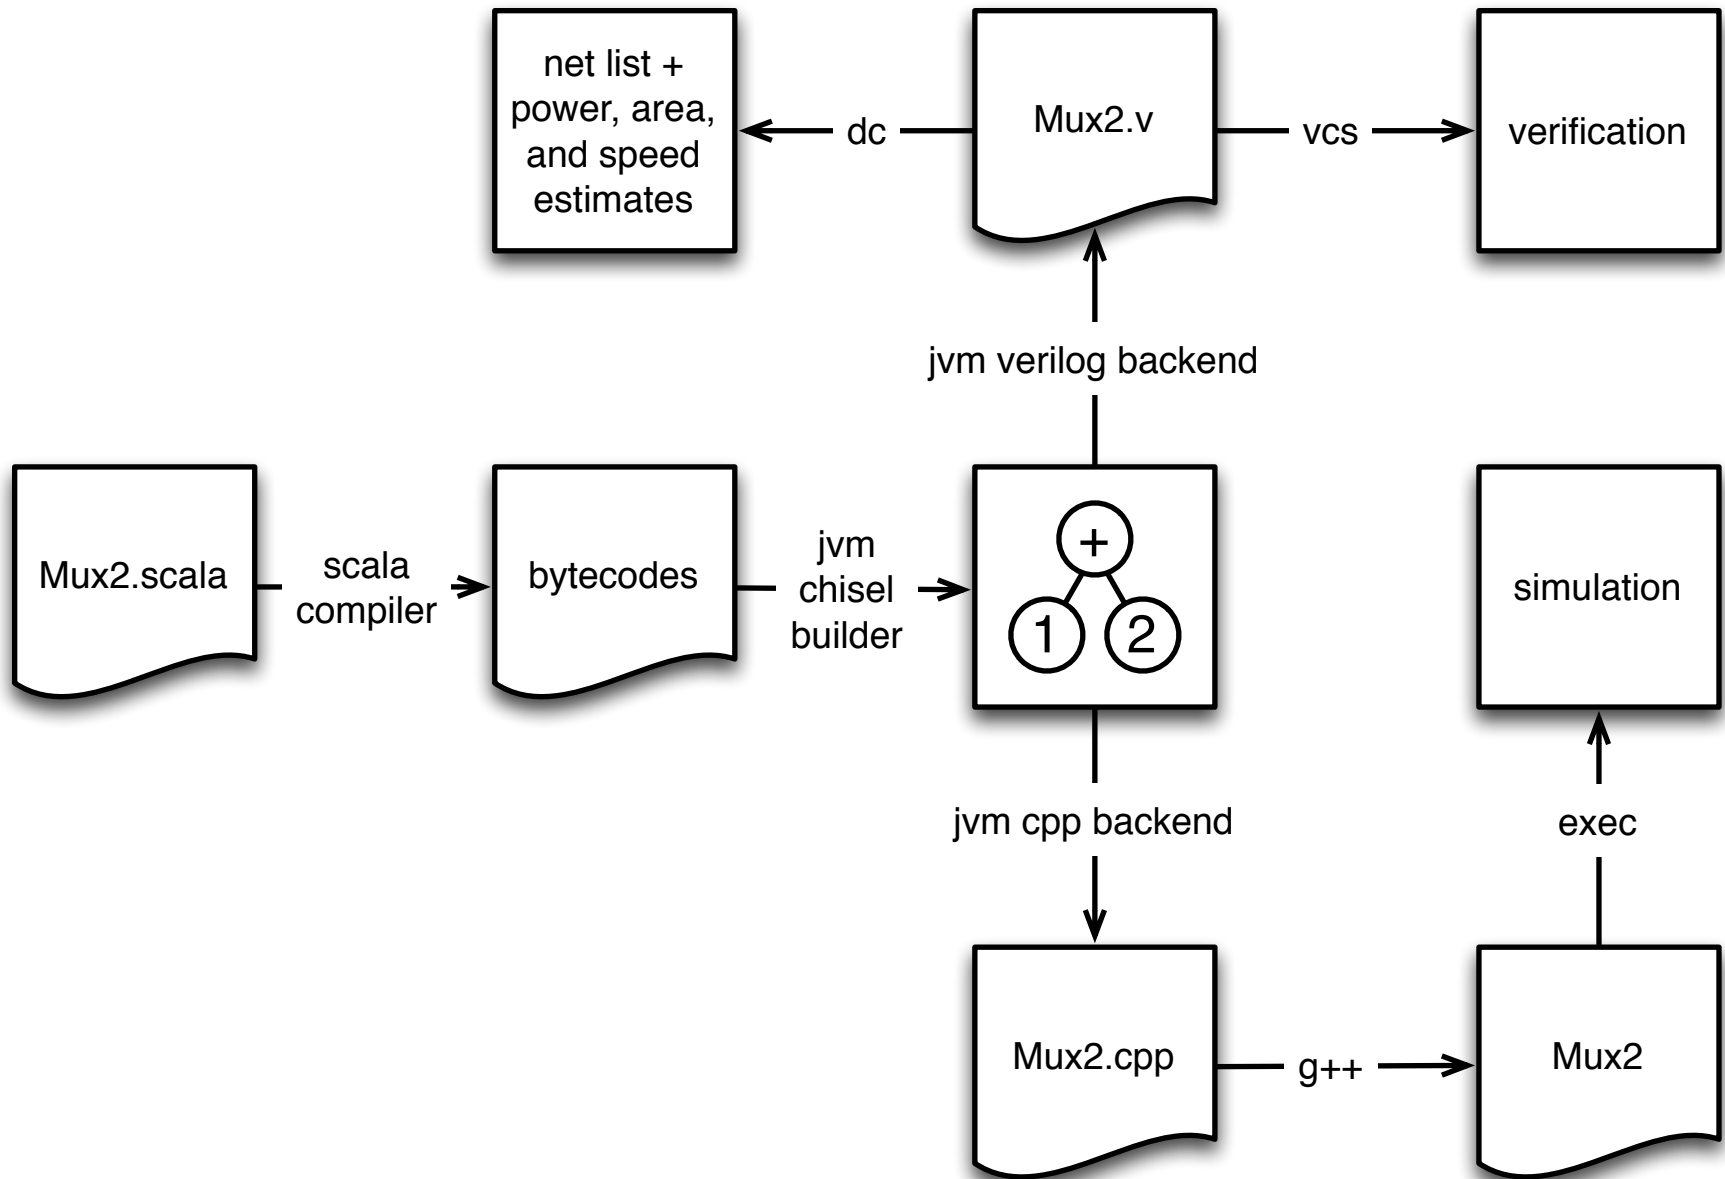 net list +
power, area,
and speed
estimates
dc
Mux2.v
vcs
verification
jvm verilog backend
Mux2.scala
scala
compiler
bytecodes
jvm
chisel
builder
+
1
2
simulation
jvm cpp backend
exec
Mux2.cpp
g++
Mux2